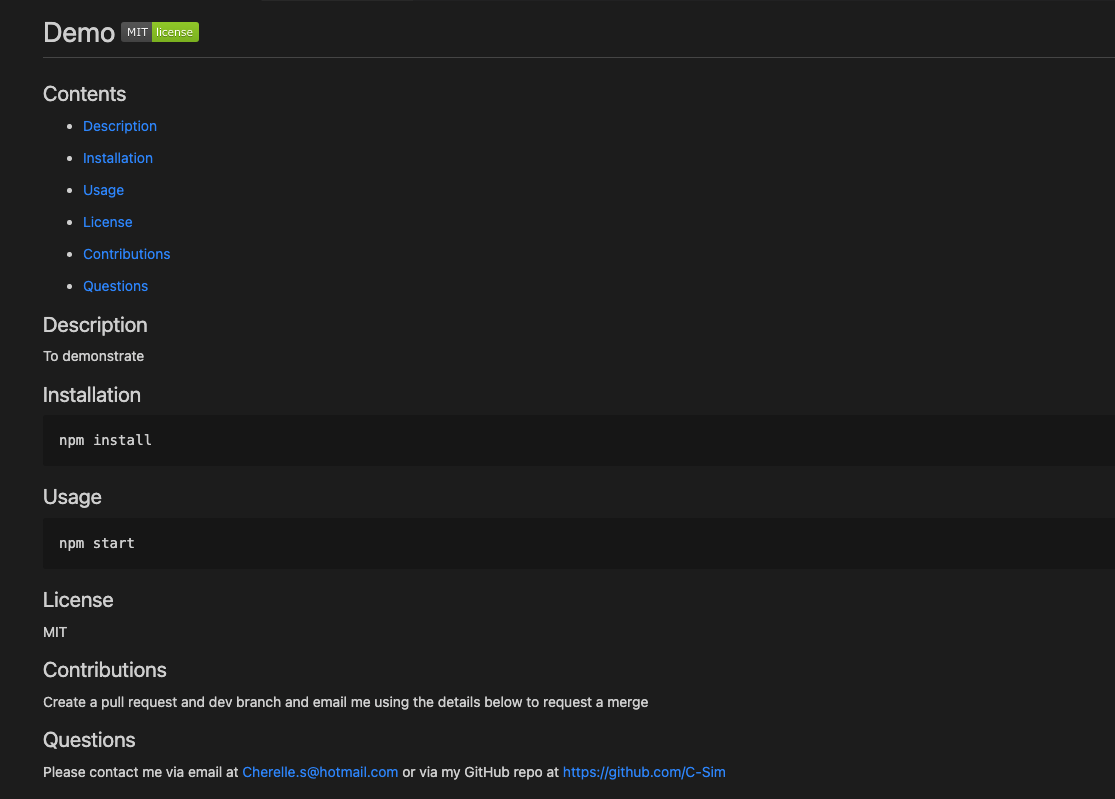 Demo MIT license
Contents
Description
Installation
Usage
License
Contributions
Questions
Description
To demonstrate
Installation
npm install
Usage
npm start
License
MIT
Contributions
Create a pull request and dev branch and email me using the details below to request a merge
Questions
Please contact me via email at Cherelle.s@hotmail.com or via my GitHub repo at https://github.com/C-Sim